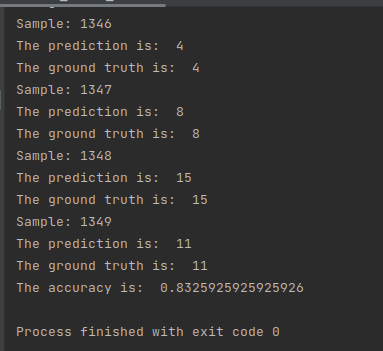 Sample: 1346
The prediction is:  4
The ground truth is:  4
Sample: 1347
The prediction is:  8
The ground truth is:  8
Sample: 1348
The prediction is:  15
The ground truth is:  15
Sample: 1349
The prediction is:  11
The ground truth is:  11
The accuracy is:  0.8325925925925926
Process finished with exit code 0